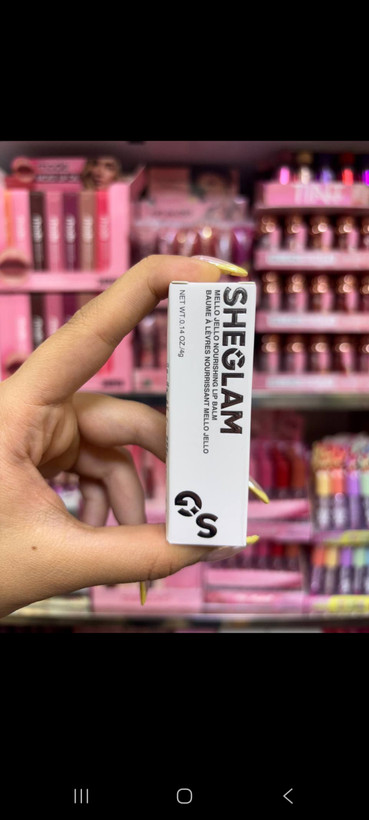 SHEGLAM
MELLO JELLO NOURISHING LIP BALM
BAUME À LÈVRES NOURRISSANT MELLO JELLO
NET WT.0.14 OZ./4g
GS
TINT